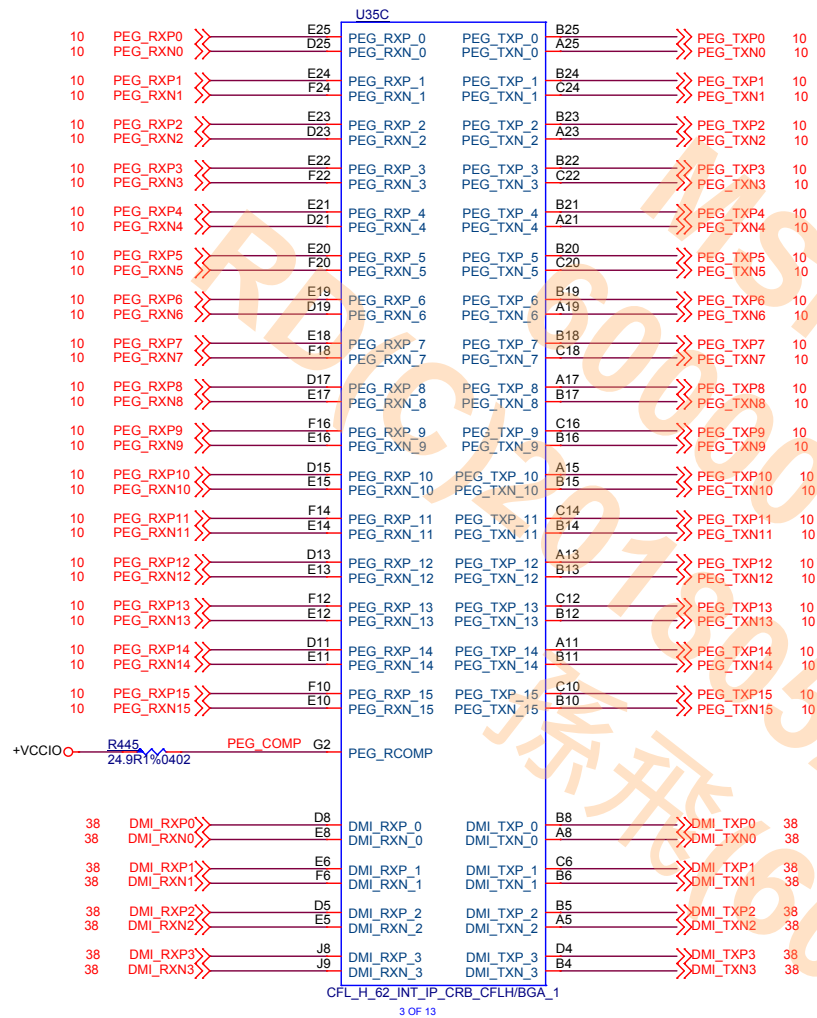 U35C
10 PEG_RXP0 E25 PEG_RXP_0 PEG_TXP_0 B25 PEG_TXP0 10
10 PEG_RXN0 D25 PEG_RXN_0 PEG_TXN_0 A25 PEG_TXN0 10
10 PEG_RXP1 E24 PEG_RXP_1 PEG_TXP_1 B24 PEG_TXP1 10
10 PEG_RXN1 F24 PEG_RXN_1 PEG_TXN_1 C24 PEG_TXN1 10
10 PEG_RXP2 E23 PEG_RXP_2 PEG_TXP_2 B23 PEG_TXP2 10
10 PEG_RXN2 D23 PEG_RXN_2 PEG_TXN_2 A23 PEG_TXN2 10
10 PEG_RXP3 E22 PEG_RXP_3 PEG_TXP_3 B22 PEG_TXP3 10
10 PEG_RXN3 F22 PEG_RXN_3 PEG_TXN_3 C22 PEG_TXN3 10
10 PEG_RXP4 E21 PEG_RXP_4 PEG_TXP_4 B21 PEG_TXP4 10
10 PEG_RXN4 D21 PEG_RXN_4 PEG_TXN_4 A21 PEG_TXN4 10
10 PEG_RXP5 E20 PEG_RXP_5 PEG_TXP_5 B20 PEG_TXP5 10
10 PEG_RXN5 F20 PEG_RXN_5 PEG_TXN_5 C20 PEG_TXN5 10
10 PEG_RXP6 E19 PEG_RXP_6 PEG_TXP_6 B19 PEG_TXP6 10
10 PEG_RXN6 D19 PEG_RXN_6 PEG_TXN_6 A19 PEG_TXN6 10
10 PEG_RXP7 E18 PEG_RXP_7 PEG_TXP_7 B18 PEG_TXP7 10
10 PEG_RXN7 F18 PEG_RXN_7 PEG_TXN_7 C18 PEG_TXN7 10
10 PEG_RXP8 D17 PEG_RXP_8 PEG_TXP_8 A17 PEG_TXP8 10
10 PEG_RXN8 E17 PEG_RXN_8 PEG_TXN_8 B17 PEG_TXN8 10
10 PEG_RXP9 F16 PEG_RXP_9 PEG_TXP_9 C16 PEG_TXP9 10
10 PEG_RXN9 E16 PEG_RXN_9 PEG_TXN_9 B16 PEG_TXN9 10
10 PEG_RXP10 D15 PEG_RXP_10 PEG_TXP_10 A15 PEG_TXP10 10
10 PEG_RXN10 E15 PEG_RXN_10 PEG_TXN_10 B15 PEG_TXN10 10
10 PEG_RXP11 F14 PEG_RXP_11 PEG_TXP_11 C14 PEG_TXP11 10
10 PEG_RXN11 E14 PEG_RXN_11 PEG_TXN_11 B14 PEG_TXN11 10
10 PEG_RXP12 D13 PEG_RXP_12 PEG_TXP_12 A13 PEG_TXP12 10
10 PEG_RXN12 E13 PEG_RXN_12 PEG_TXN_12 B13 PEG_TXN12 10
10 PEG_RXP13 F12 PEG_RXP_13 PEG_TXP_13 C12 PEG_TXP13 10
10 PEG_RXN13 E12 PEG_RXN_13 PEG_TXN_13 B12 PEG_TXN13 10
10 PEG_RXP14 D11 PEG_RXP_14 PEG_TXP_14 A11 PEG_TXP14 10
10 PEG_RXN14 E11 PEG_RXN_14 PEG_TXN_14 B11 PEG_TXN14 10
10 PEG_RXP15 F10 PEG_RXP_15 PEG_TXP_15 C10 PEG_TXP15 10
10 PEG_RXN15 E10 PEG_RXN_15 PEG_TXN_15 B10 PEG_TXN15 10
+VCCIO R445 PEG_COMP G2 PEG_RCOMP
24.9R1%0402
38 DMI_RXP0 D8 DMI_RXP_0 DMI_TXP_0 B8 DMI_TXP0 38
38 DMI_RXN0 E8 DMI_RXN_0 DMI_TXN_0 A8 DMI_TXN0 38
38 DMI_RXP1 E6 DMI_RXP_1 DMI_TXP_1 C6 DMI_TXP1 38
38 DMI_RXN1 F6 DMI_RXN_1 DMI_TXN_1 B6 DMI_TXN1 38
38 DMI_RXP2 D5 DMI_RXP_2 DMI_TXP_2 B5 DMI_TXP2 38
38 DMI_RXN2 E5 DMI_RXN_2 DMI_TXN_2 A5 DMI_TXN2 38
38 DMI_RXP3 J8 DMI_RXP_3 DMI_TXP_3 D4 DMI_TXP3 38
38 DMI_RXN3 J9 DMI_RXN_3 DMI_TXN_3 B4 DMI_TXN3 38
CFL_H_62_INT_IP_CRB_CFLH/BGA_1
3 OF 13
MS
60000
RD(C)201805
孫飛(60